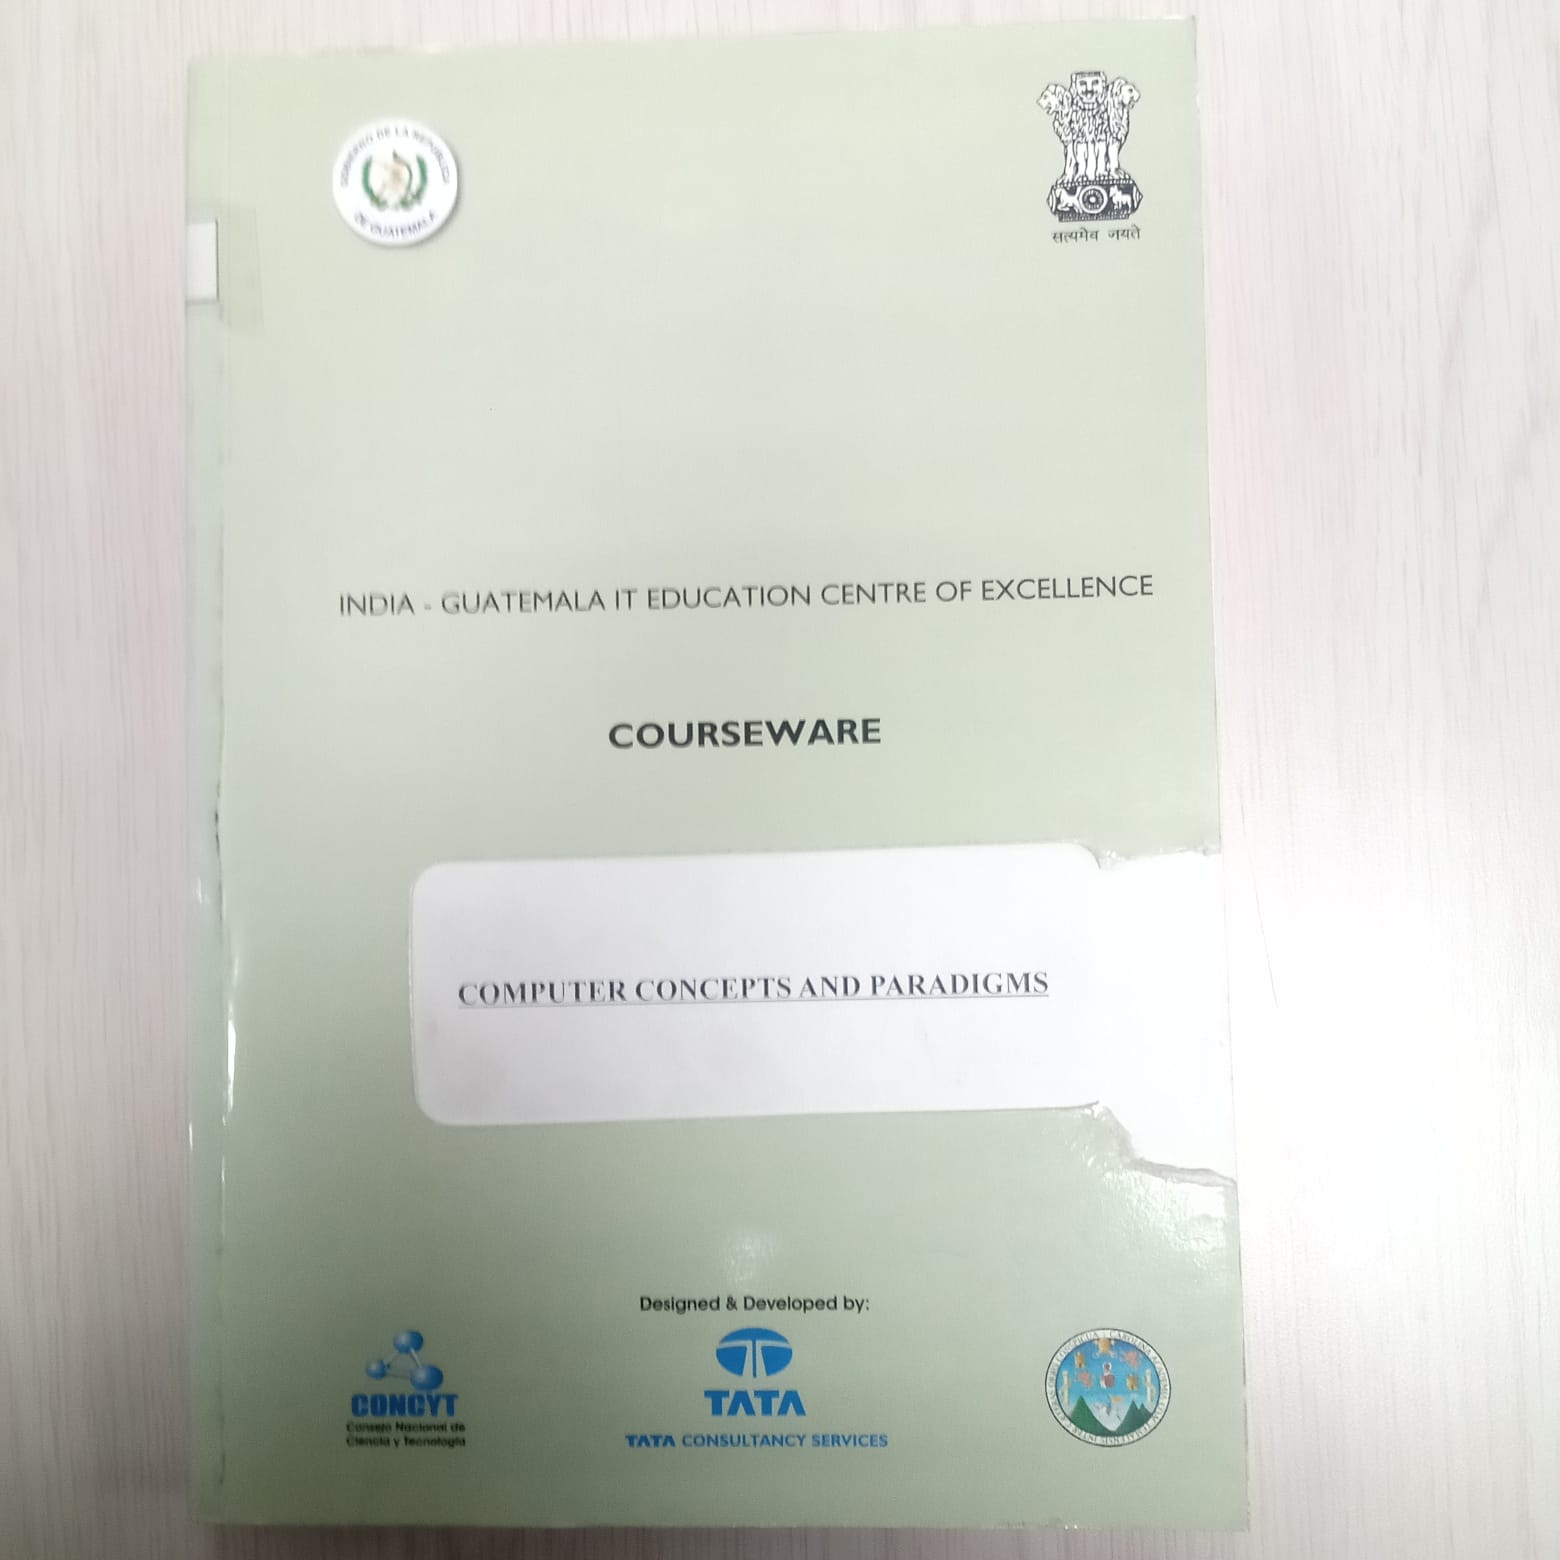 GOBIERNO DE LA REPUBLICA
DE GUATEMALA
सत्यमेव जयते
INDIA - GUATEMALA IT EDUCATION CENTRE OF EXCELLENCE
COURSEWARE
COMPUTER CONCEPTS AND PARADIGMS
Designed & Developed by:
CONCYT
Consejo Nacional de
Ciencia y Tecnología
TATA
TATA CONSULTANCY SERVICES